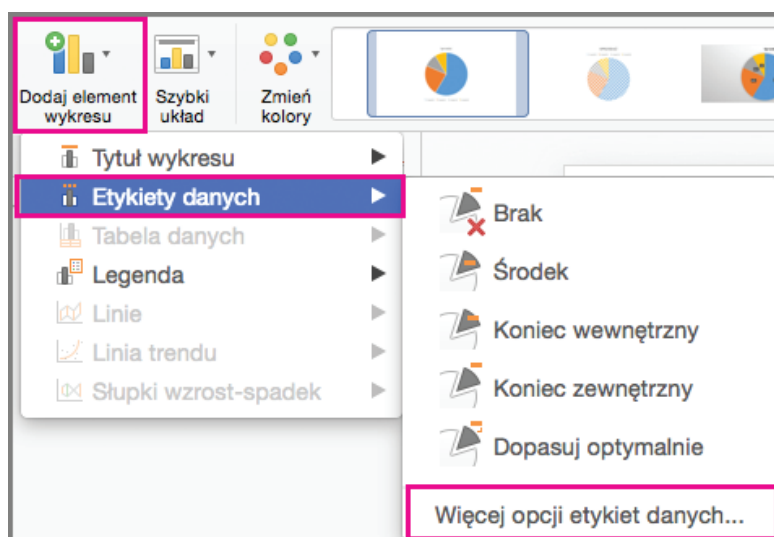 Dodaj element
wykresu
Szybki
układ
Zmień
kolory
Tytuł wykresu
Etykiety danych
Tabela danych
Legenda
Linie
Linia trendu
Słupki wzrost-spadek
Brak
Środek
Koniec wewnętrzny
Koniec zewnętrzny
Dopasuj optymalnie
Więcej opcji etykiet danych...